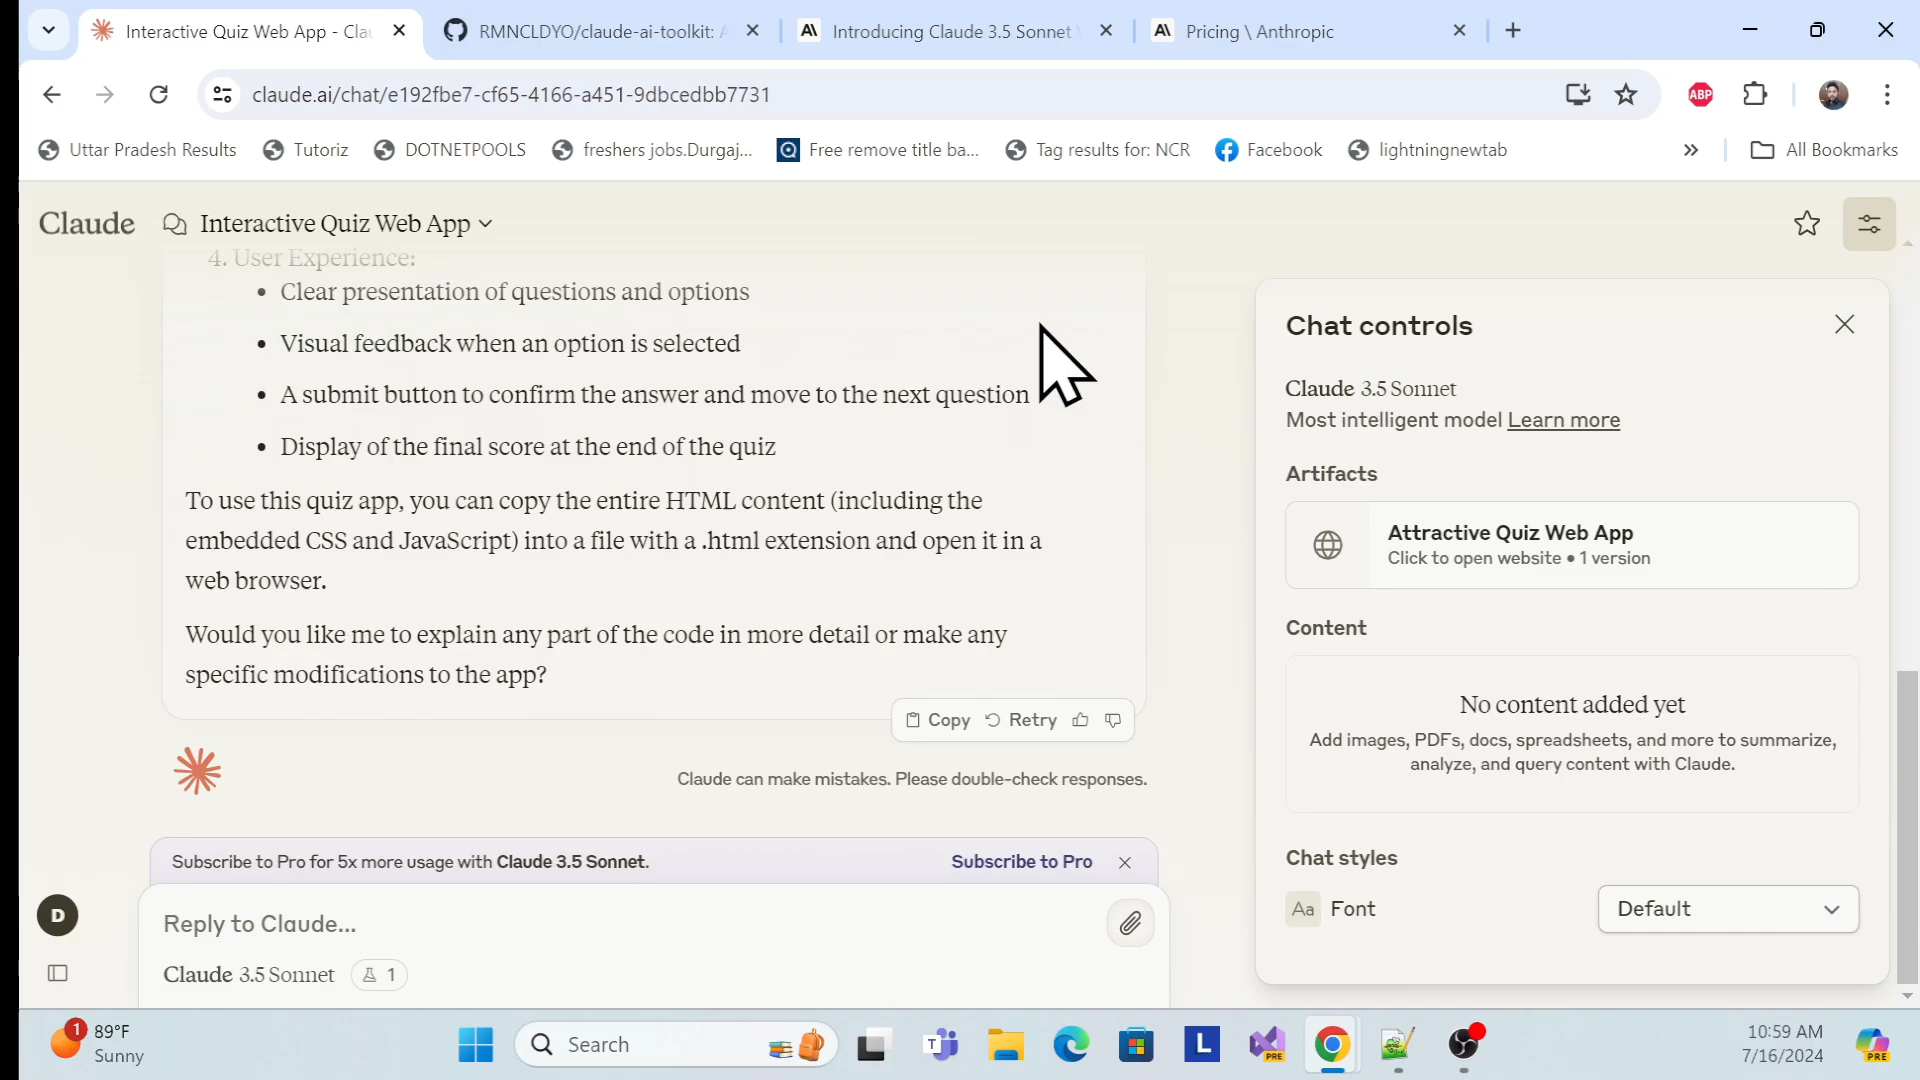 Interactive Quiz Web App - Cla
RMNCLDYO/claude-ai-toolkit: A
Introducing Claude 3.5 Sonnet \
Pricing \ Anthropic
claude.ai/chat/e192fbe7-cf65-4166-a451-9dbcedbb7731
ABP
Uttar Pradesh Results
Tutoriz
DOTNETPOOLS
freshers jobs.Durgaj...
Free remove title ba...
Tag results for: NCR
Facebook
lightningnewtab
All Bookmarks
Claude
Interactive Quiz Web App
4. User Experience:
• Clear presentation of questions and options
• Visual feedback when an option is selected
• A submit button to confirm the answer and move to the next question
• Display of the final score at the end of the quiz
To use this quiz app, you can copy the entire HTML content (including the
embedded CSS and JavaScript) into a file with a .html extension and open it in a
web browser.
Would you like me to explain any part of the code in more detail or make any
specific modifications to the app?
Copy
Retry
Claude can make mistakes. Please double-check responses.
Subscribe to Pro for 5x more usage with Claude 3.5 Sonnet.
Subscribe to Pro
D
Reply to Claude...
Claude 3.5 Sonnet
1
Chat controls
Claude 3.5 Sonnet
Most intelligent model Learn more
Artifacts
Attractive Quiz Web App
Click to open website • 1 version
Content
No content added yet
Add images, PDFs, docs, spreadsheets, and more to summarize,
analyze, and query content with Claude.
Chat styles
Aa Font
Default
1
89°F
Sunny
Search
T
L
PRE
10:59 AM
7/16/2024
PRE